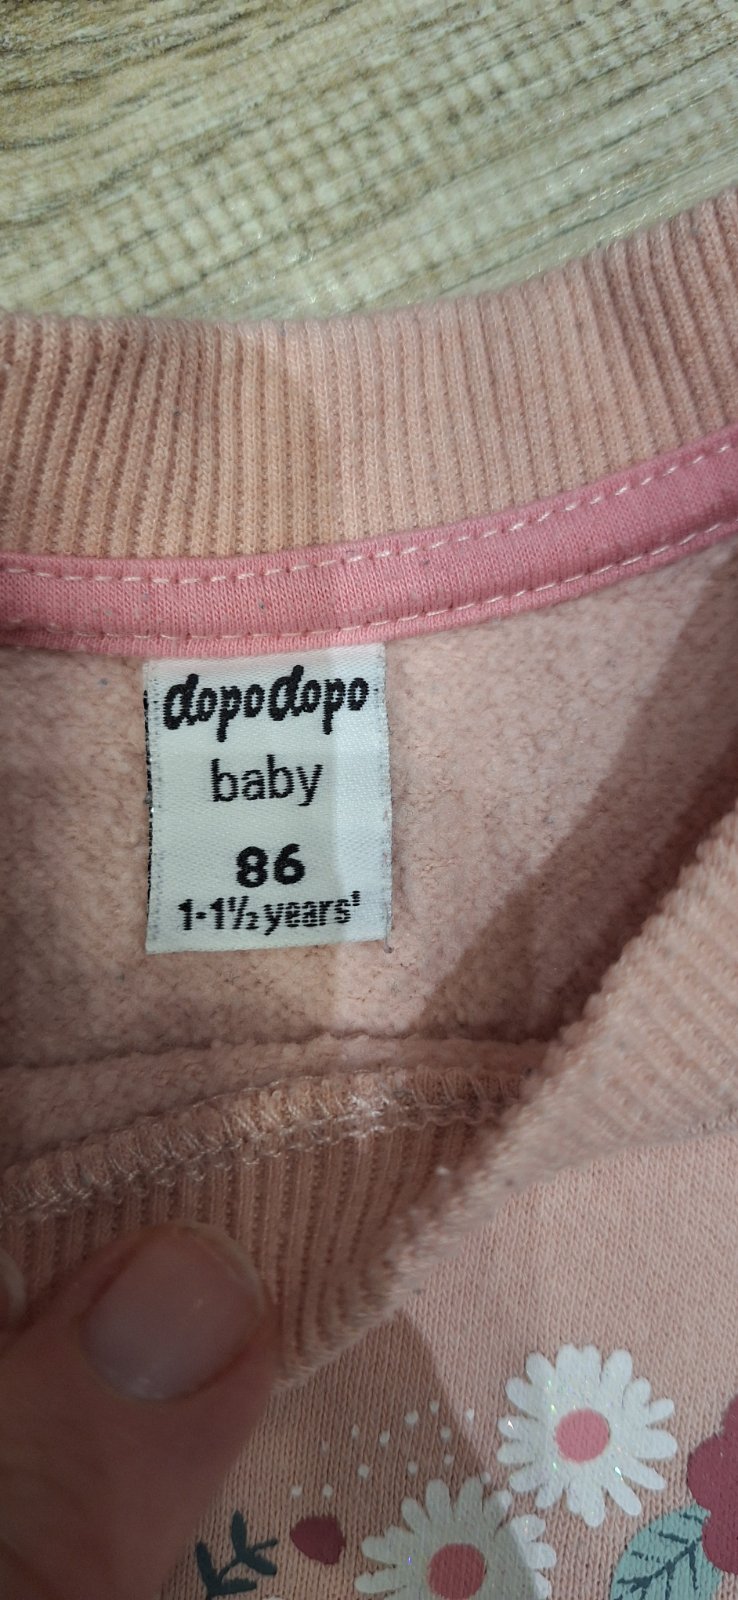 dopodopo
baby
86
1-1½ years'